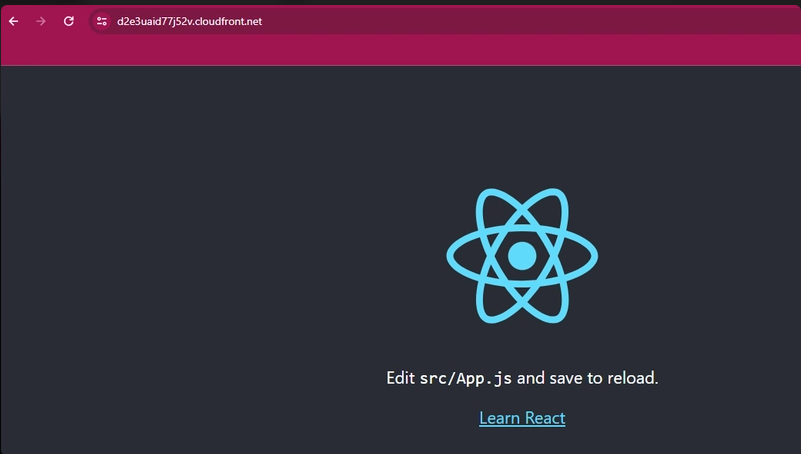 d2e3uaid77j52v.cloudfront.net
Edit src/App.js and save to reload.
Learn React